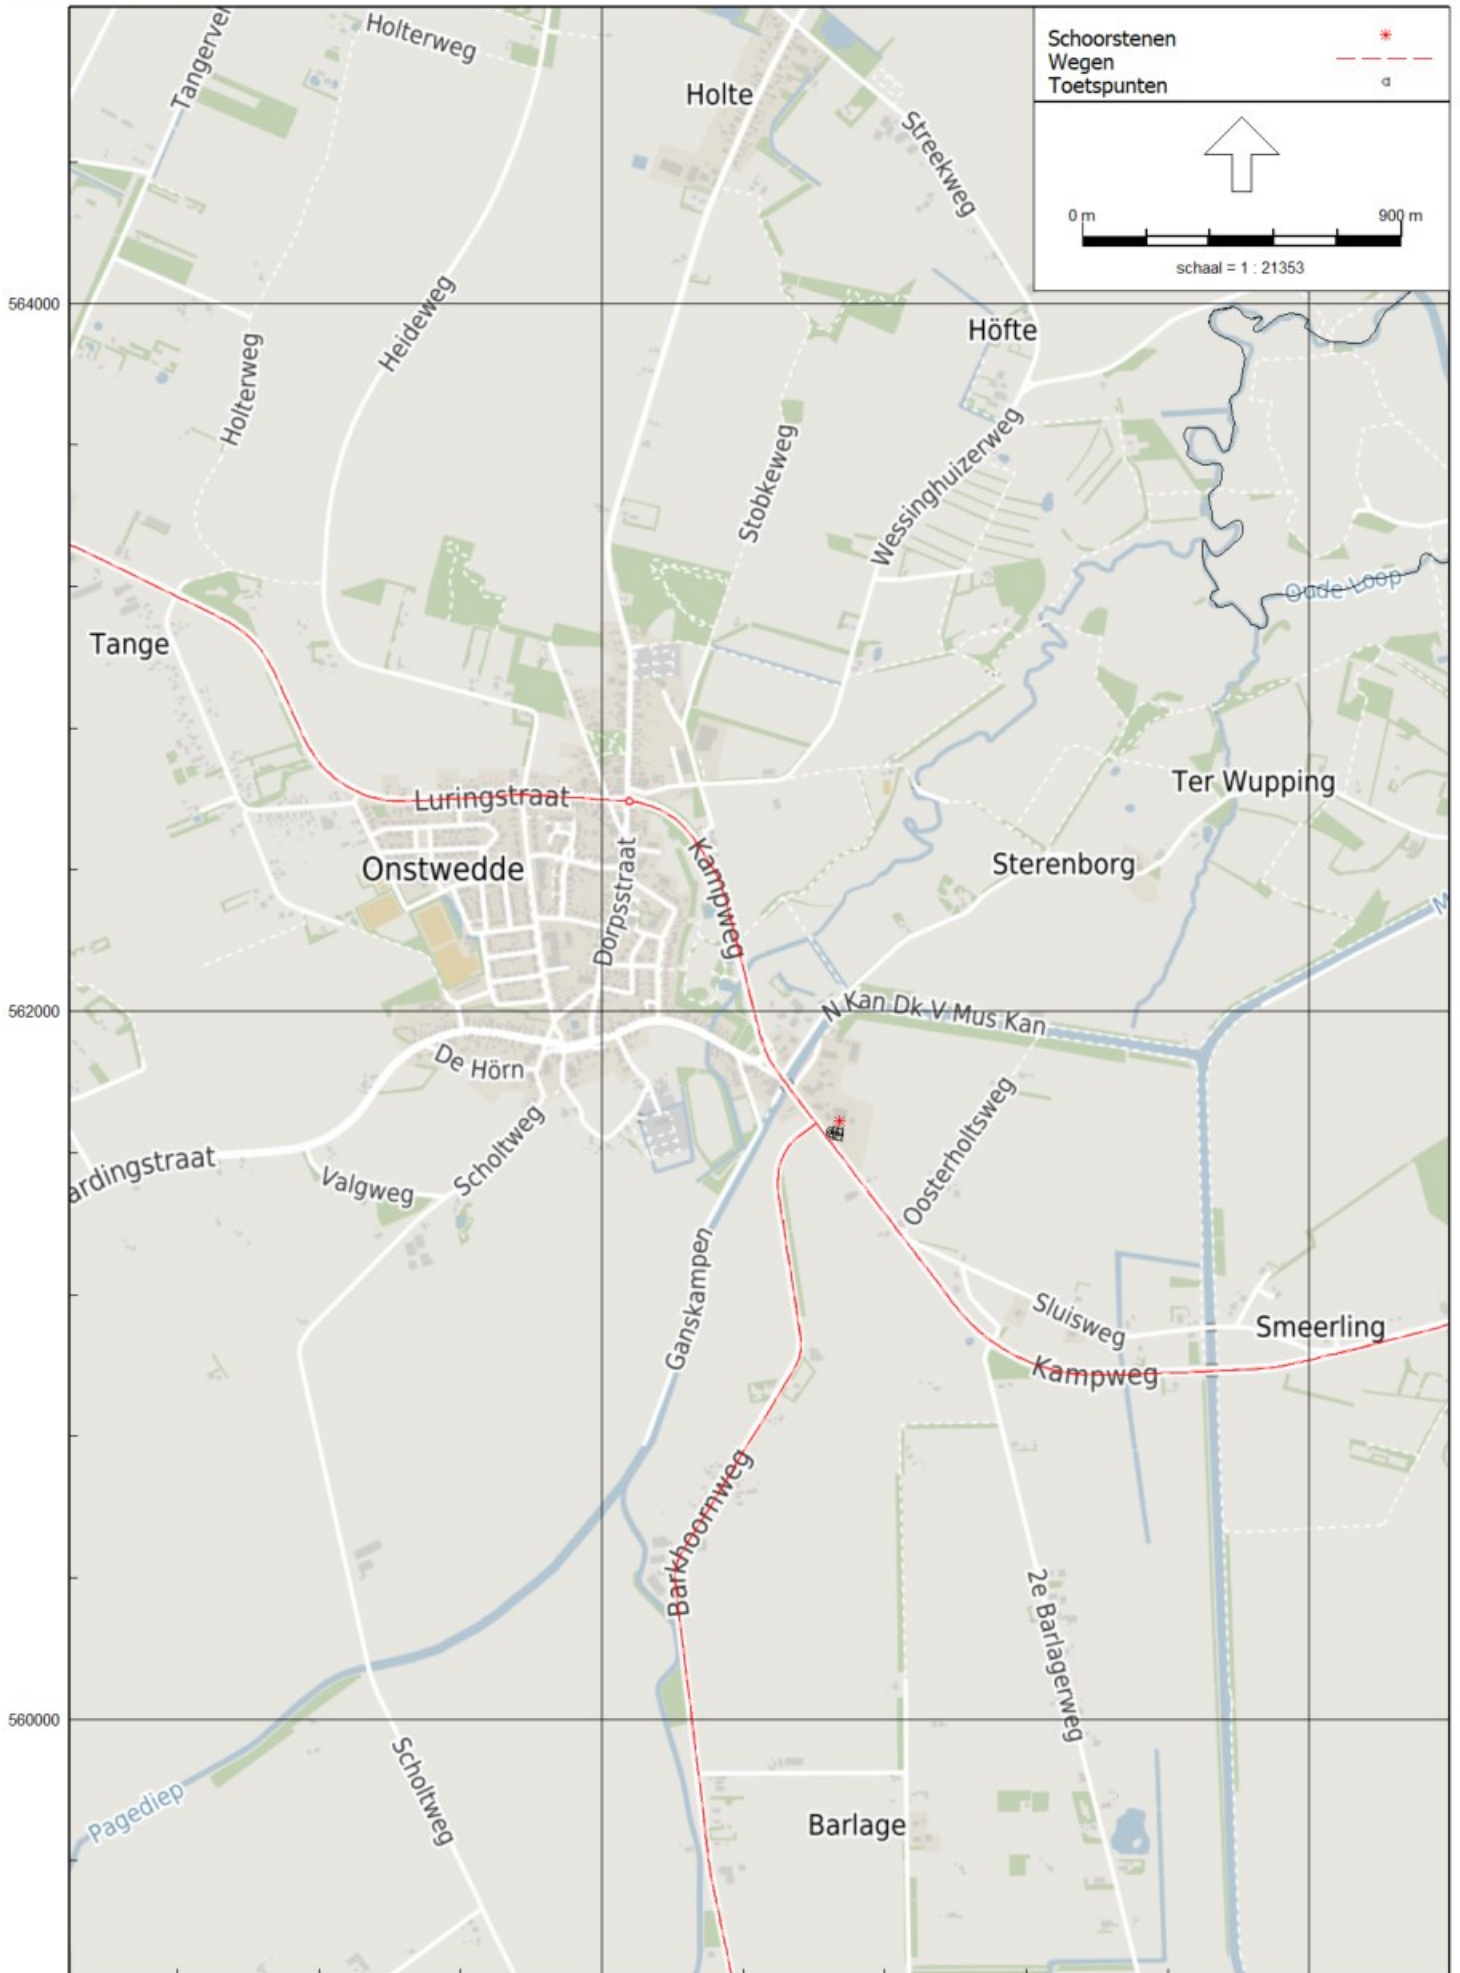 Tangerve
Holterweg
Holte
Streekweg
Schoorstenen
Wegen
Toetspunten
0 m
900 m
schaal = 1 : 21353
564000
Heideweg
Höfte
Holterweg
Stobkeweg
Wessinghuizerweg
Oude Loop
Tange
Luringstraat
Ter Wupping
Onstwedde
Dorpsstraat
Kampweg
Sterenborg
M
562000
N Kan Dk V Mus Kan
De Hörn
Scholtweg
ardingstraat
Valgweg
Oosterholtsweg
Ganskampen
Sluisweg
Smeerling
Kampweg
Barkhoornweg
2e Barlagerweg
560000
Scholtweg
Pagediep
Barlage